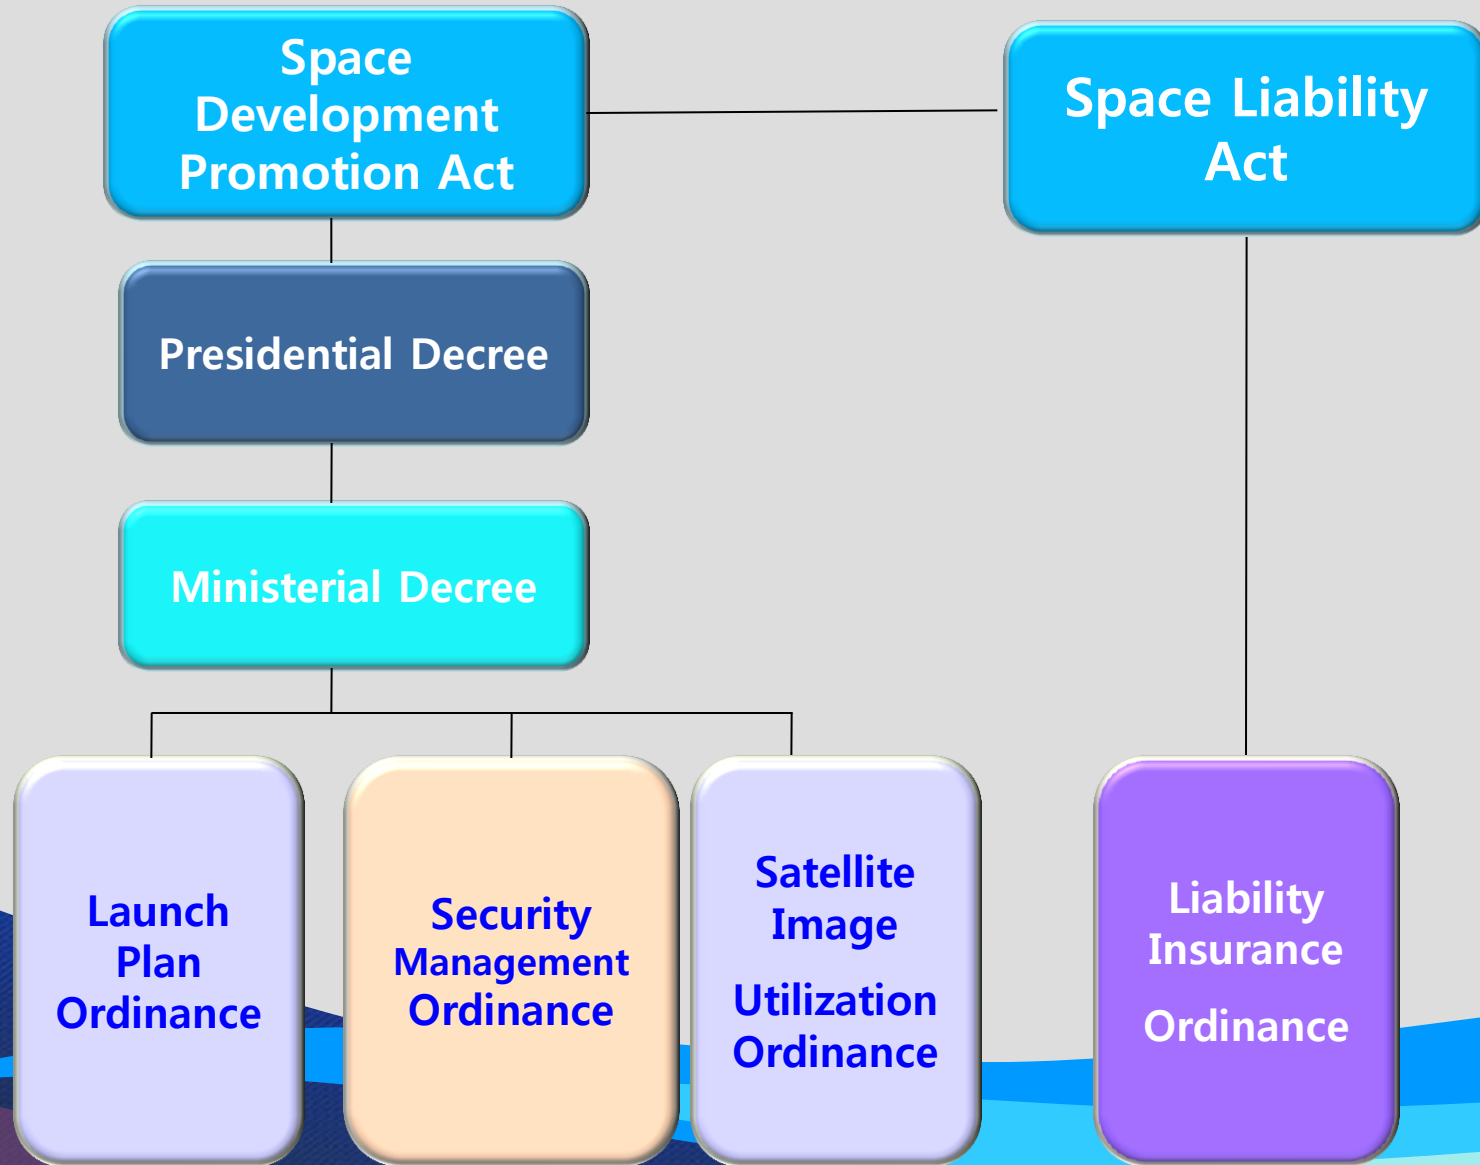 Space
Development
Promotion Act
Space Liability
Act
Presidential Decree
Ministerial Decree
Launch
Plan
Ordinance
Security
Management
Ordinance
Satellite
Image
Utilization
Ordinance
Liability
Insurance
Ordinance